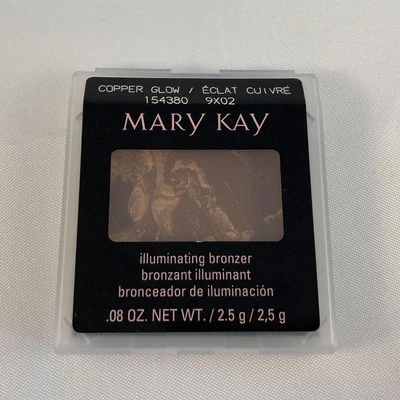 COPPER GLOW / ÉCLAT CUIVRÉ
154380 9X02
MARY KAY
illuminating bronzer
bronzant illuminant
bronceador de iluminación
.08 OZ. NET WT. / 2.5 g / 2,5 g